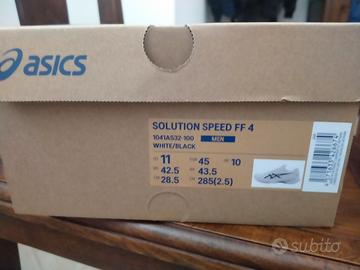 asics
SOLUTION SPEED FF 4
1041A532-100 MEN
WHITE/BLACK
11 45 10
42.5 43.5
28.5 285(2.5)
subito